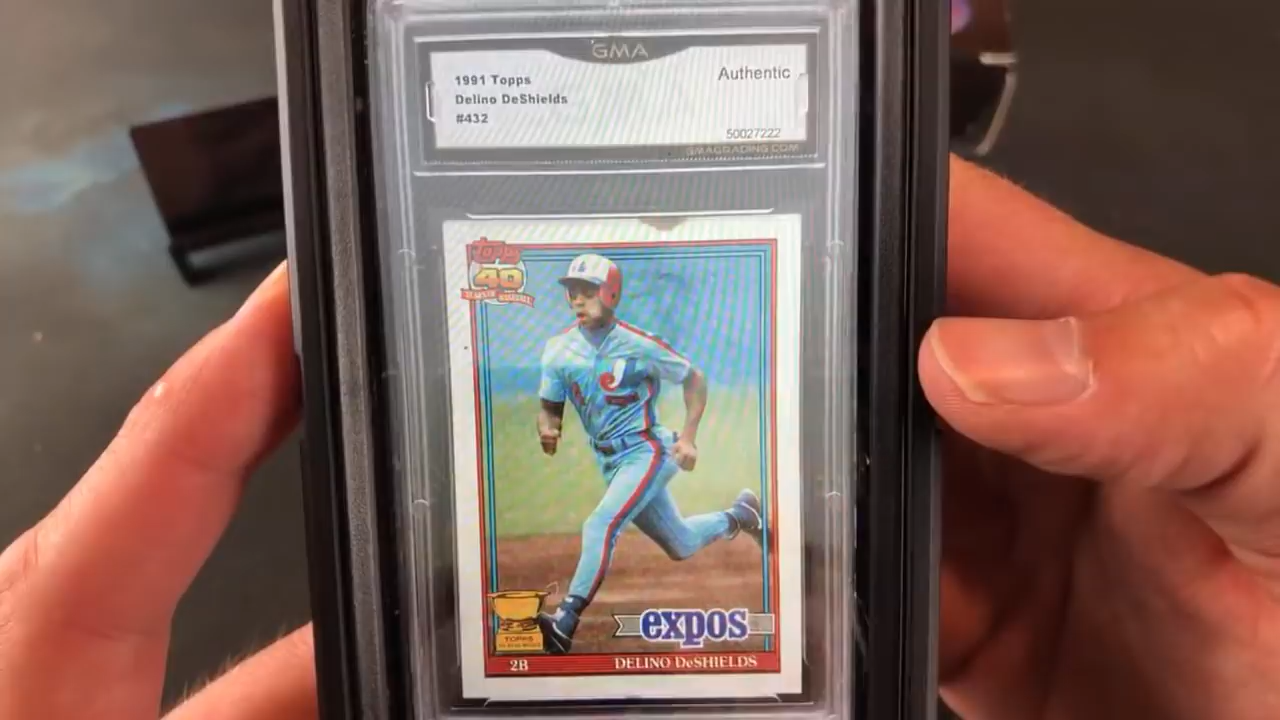 GMA
1991 Topps
Authentic
Delino DeShields
#432
50027222
GMAGRADING.COM
Topps
40
YEARS OF BASEBALL
TOPPS
expos
2B DELINO DeSHIELDS